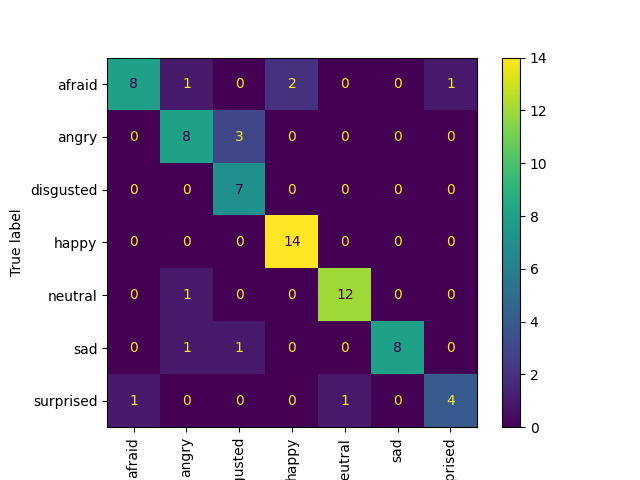 True label
afraid 8 1 0 2 0 0 1
angry 0 8 3 0 0 0 0
disgusted 0 0 7 0 0 0 0
happy 0 0 0 14 0 0 0
neutral 0 1 0 0 12 0 0
sad 0 1 1 0 0 8 0
surprised 1 0 0 0 1 0 4
afraid angry gusted happy eutral sad prised
14
12
10
8
6
4
2
0